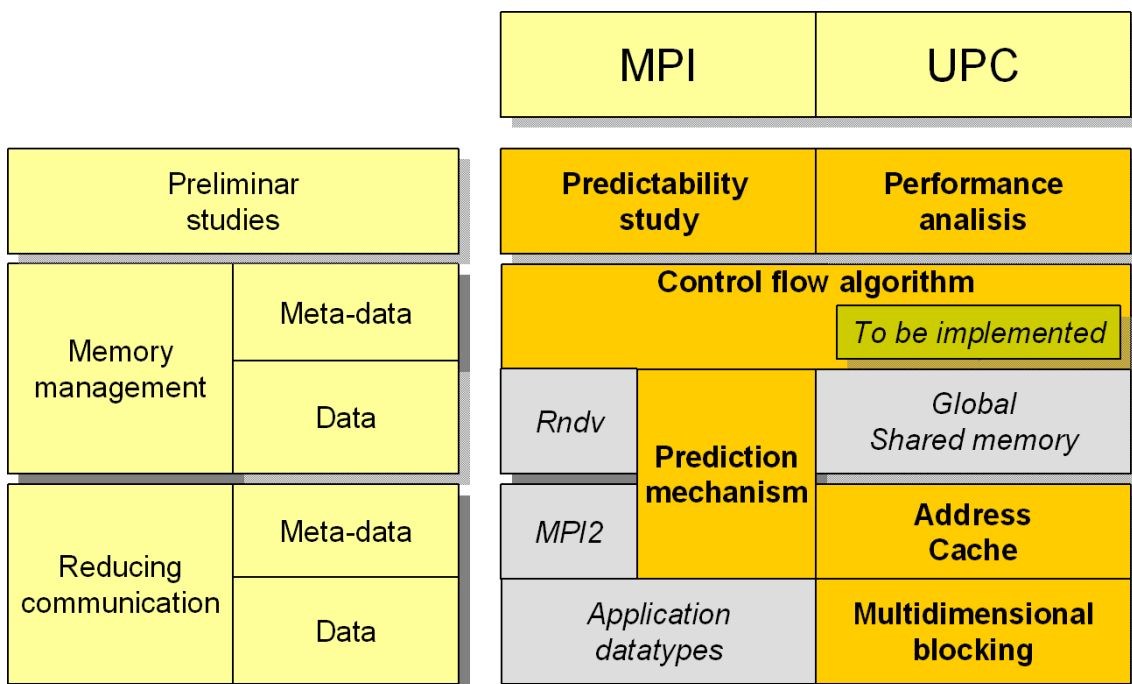 MPI
UPC
Preliminar
studies
Predictability
study
Performance
analisis
Memory
management
Meta-data
Data
Control flow algorithm
To be implemented
Rndv
Prediction
mechanism
Global
Shared memory
Reducing
communication
Meta-data
Data
MPI2
Address
Cache
Application
datatypes
Multidimensional
blocking